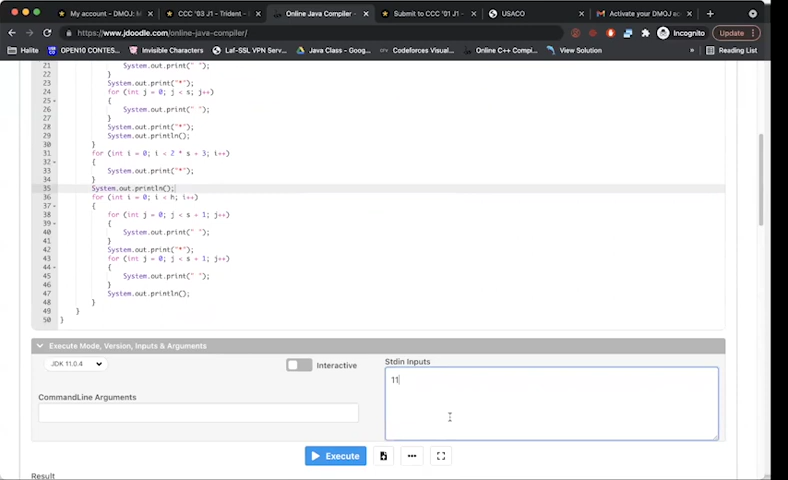 My account - DMOJ: M
CCC '03 J1 - Trident -
Online Java Compiler -
Submit to CCC '01 J1 -
USACO
Activate your DMOJ ac
https://www.jdoodle.com/online-java-compiler/
Incognito
Update
Halite
OPEN10 CONTES...
Invisible Characters
Laf-SSL VPN Serv...
Java Class - Goog...
Codeforces Visual...
Online C++ Compi...
View Solution
»
Reading List
21 System.out.print(" ");
22 }
23 System.out.print("*");
24 for (int j = 0; j < s; j++)
25 {
26 System.out.print(" ");
27 }
28 System.out.print("*");
29 System.out.println();
30 }
31 for (int i = 0; i < 2 * s + 3; i++)
32 {
33 System.out.print("*");
34 }
35 System.out.println();
36 for (int i = 0; i < h; i++)
37 {
38 for (int j = 0; j < s + 1; j++)
39 {
40 System.out.print(" ");
41 }
42 System.out.print("*");
43 for (int j = 0; j < s + 1; j++)
44 {
45 System.out.print(" ");
46 }
47 System.out.println();
48 }
49 }
50 }
Execute Mode, Version, Inputs & Arguments
JDK 11.0.4
Interactive
Stdin Inputs
11
CommandLine Arguments
Execute
Result